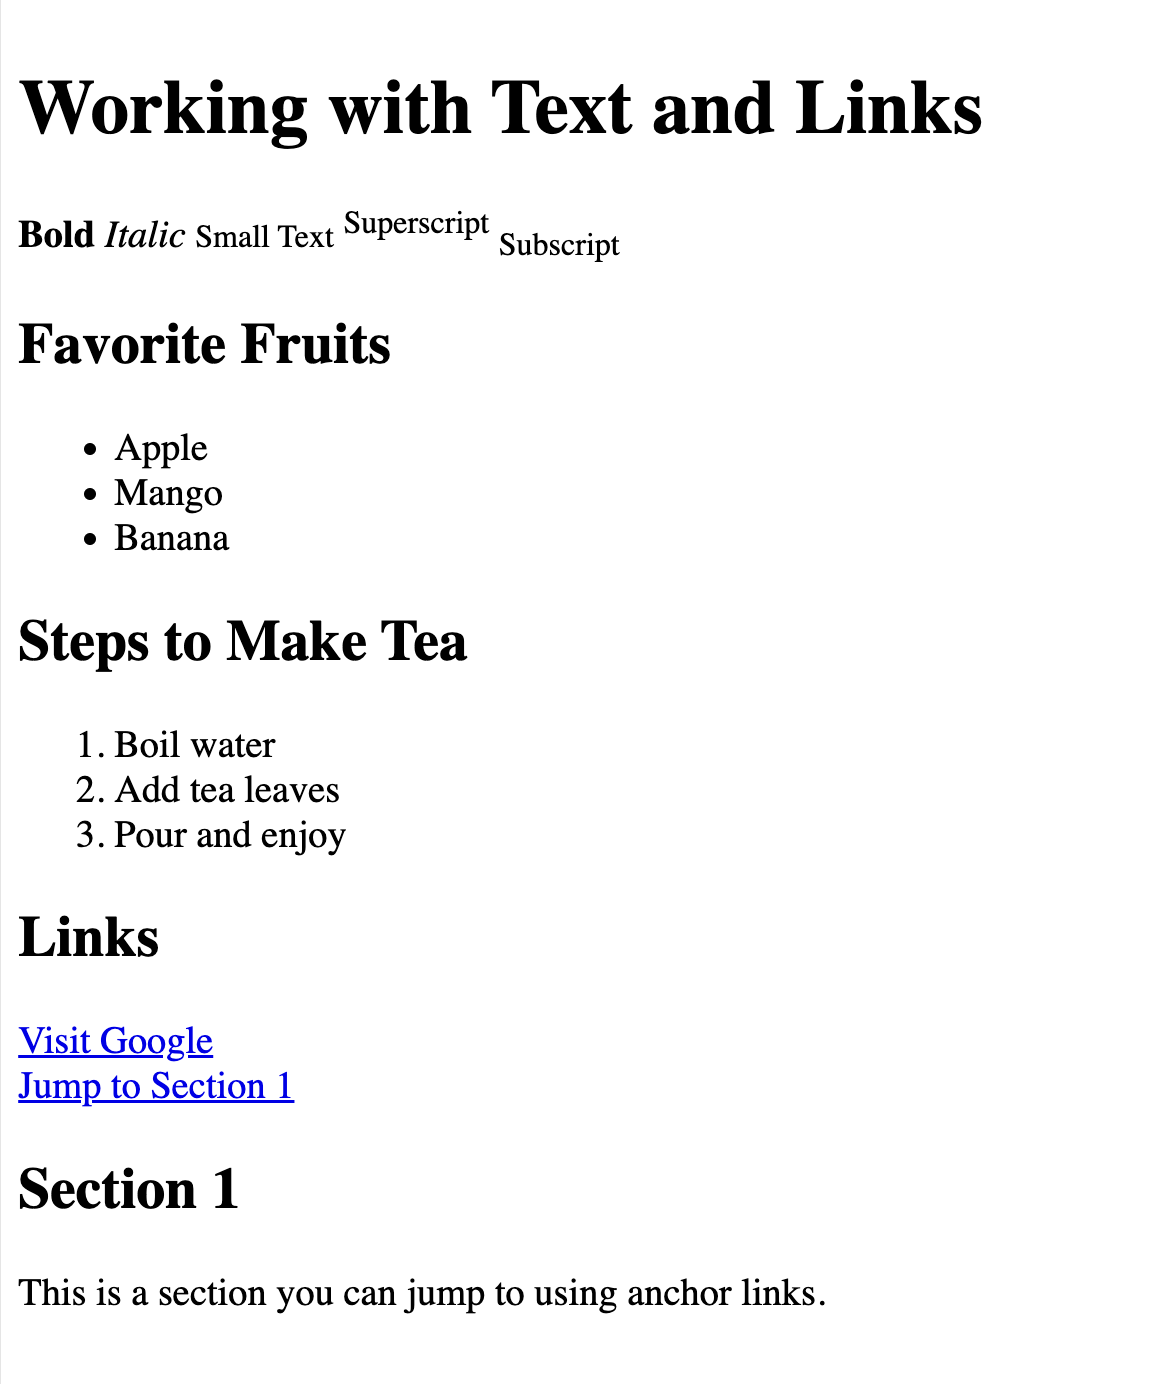 Working with Text and Links
Bold Italic Small Text Superscript Subscript
Favorite Fruits
• Apple
• Mango
• Banana
Steps to Make Tea
1. Boil water
2. Add tea leaves
3. Pour and enjoy
Links
Visit Google
Jump to Section 1
Section 1
This is a section you can jump to using anchor links.